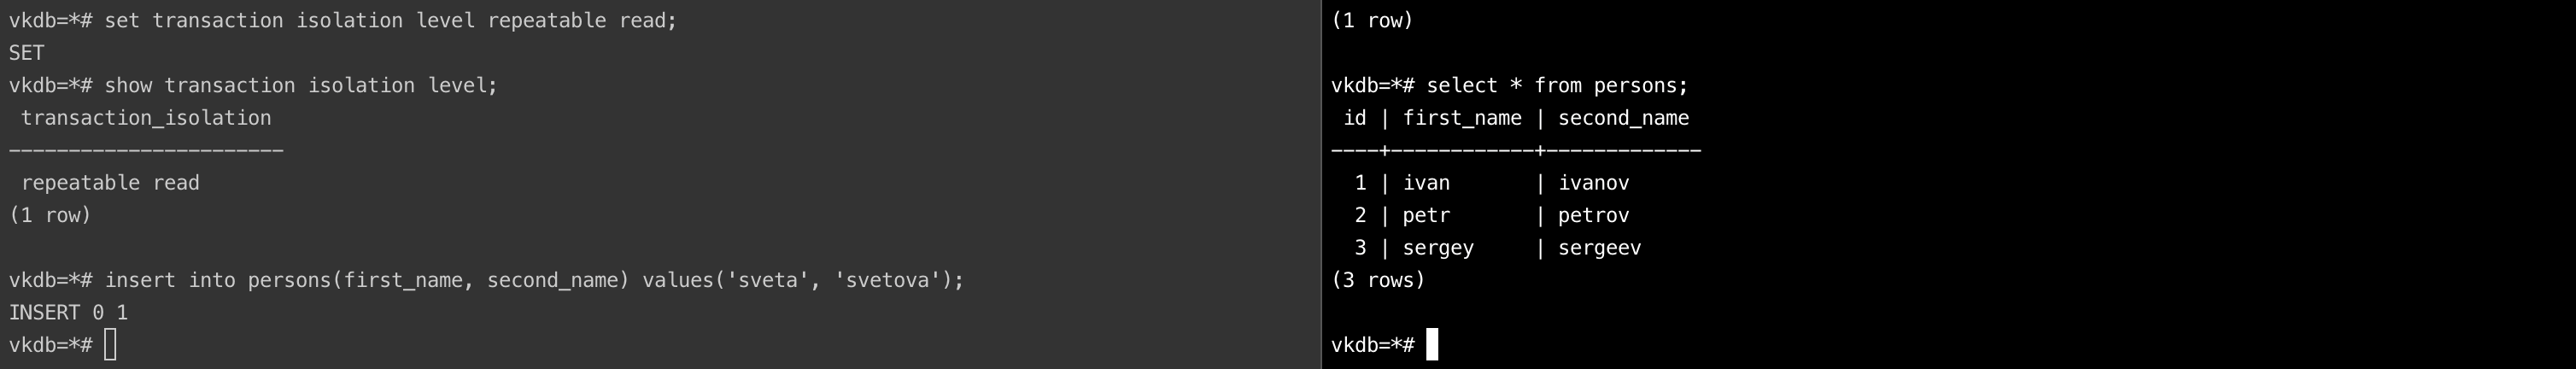 vkdb=*# set transaction isolation level repeatable read;
SET
vkdb=*# show transaction isolation level;
 transaction_isolation
-----------------------
 repeatable read
(1 row)

vkdb=*# insert into persons(first_name, second_name) values('sveta', 'svetova');
INSERT 0 1
vkdb=*#
(1 row)

vkdb=*# select * from persons;
 id | first_name | second_name
----+------------+-------------
  1 | ivan       | ivanov
  2 | petr       | petrov
  3 | sergey     | sergeev
(3 rows)

vkdb=*#